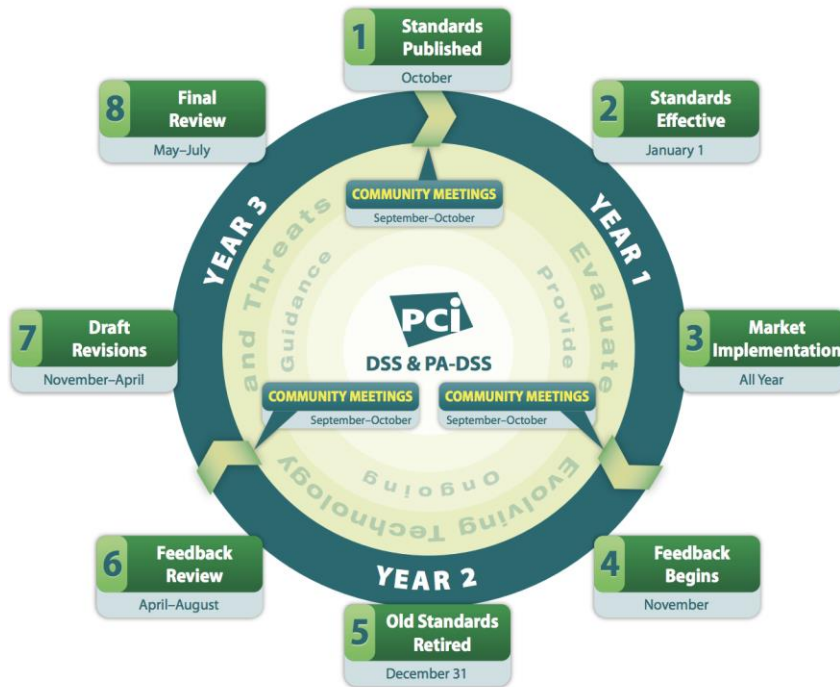 1
Standards
Published
October
2
Standards
Effective
January 1
3
Market
Implementation
All Year
4
Feedback
Begins
November
5
Old Standards
Retired
December 31
6
Feedback
Review
April–August
7
Draft
Revisions
November–April
8
Final
Review
May–July
YEAR 1
YEAR 2
YEAR 3
COMMUNITY MEETINGS
September–October
COMMUNITY MEETINGS
September–October
COMMUNITY MEETINGS
September–October
Evaluate
Evolving Technology
and Threats
Provide
Ongoing
Guidance
PCi
DSS & PA-DSS